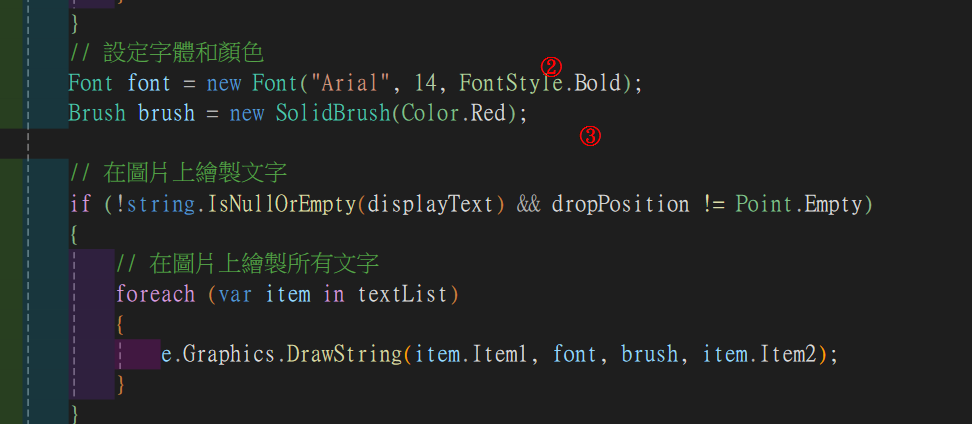 }
// 設定字體和顏色
②
Font font = new Font("Arial", 14, FontStyle.Bold);
Brush brush = new SolidBrush(Color.Red);
③
// 在圖片上繪製文字
if (!string.IsNullOrEmpty(displayText) && dropPosition != Point.Empty)
{
// 在圖片上繪製所有文字
foreach (var item in textList)
{
e.Graphics.DrawString(item.Item1, font, brush, item.Item2);
}
}